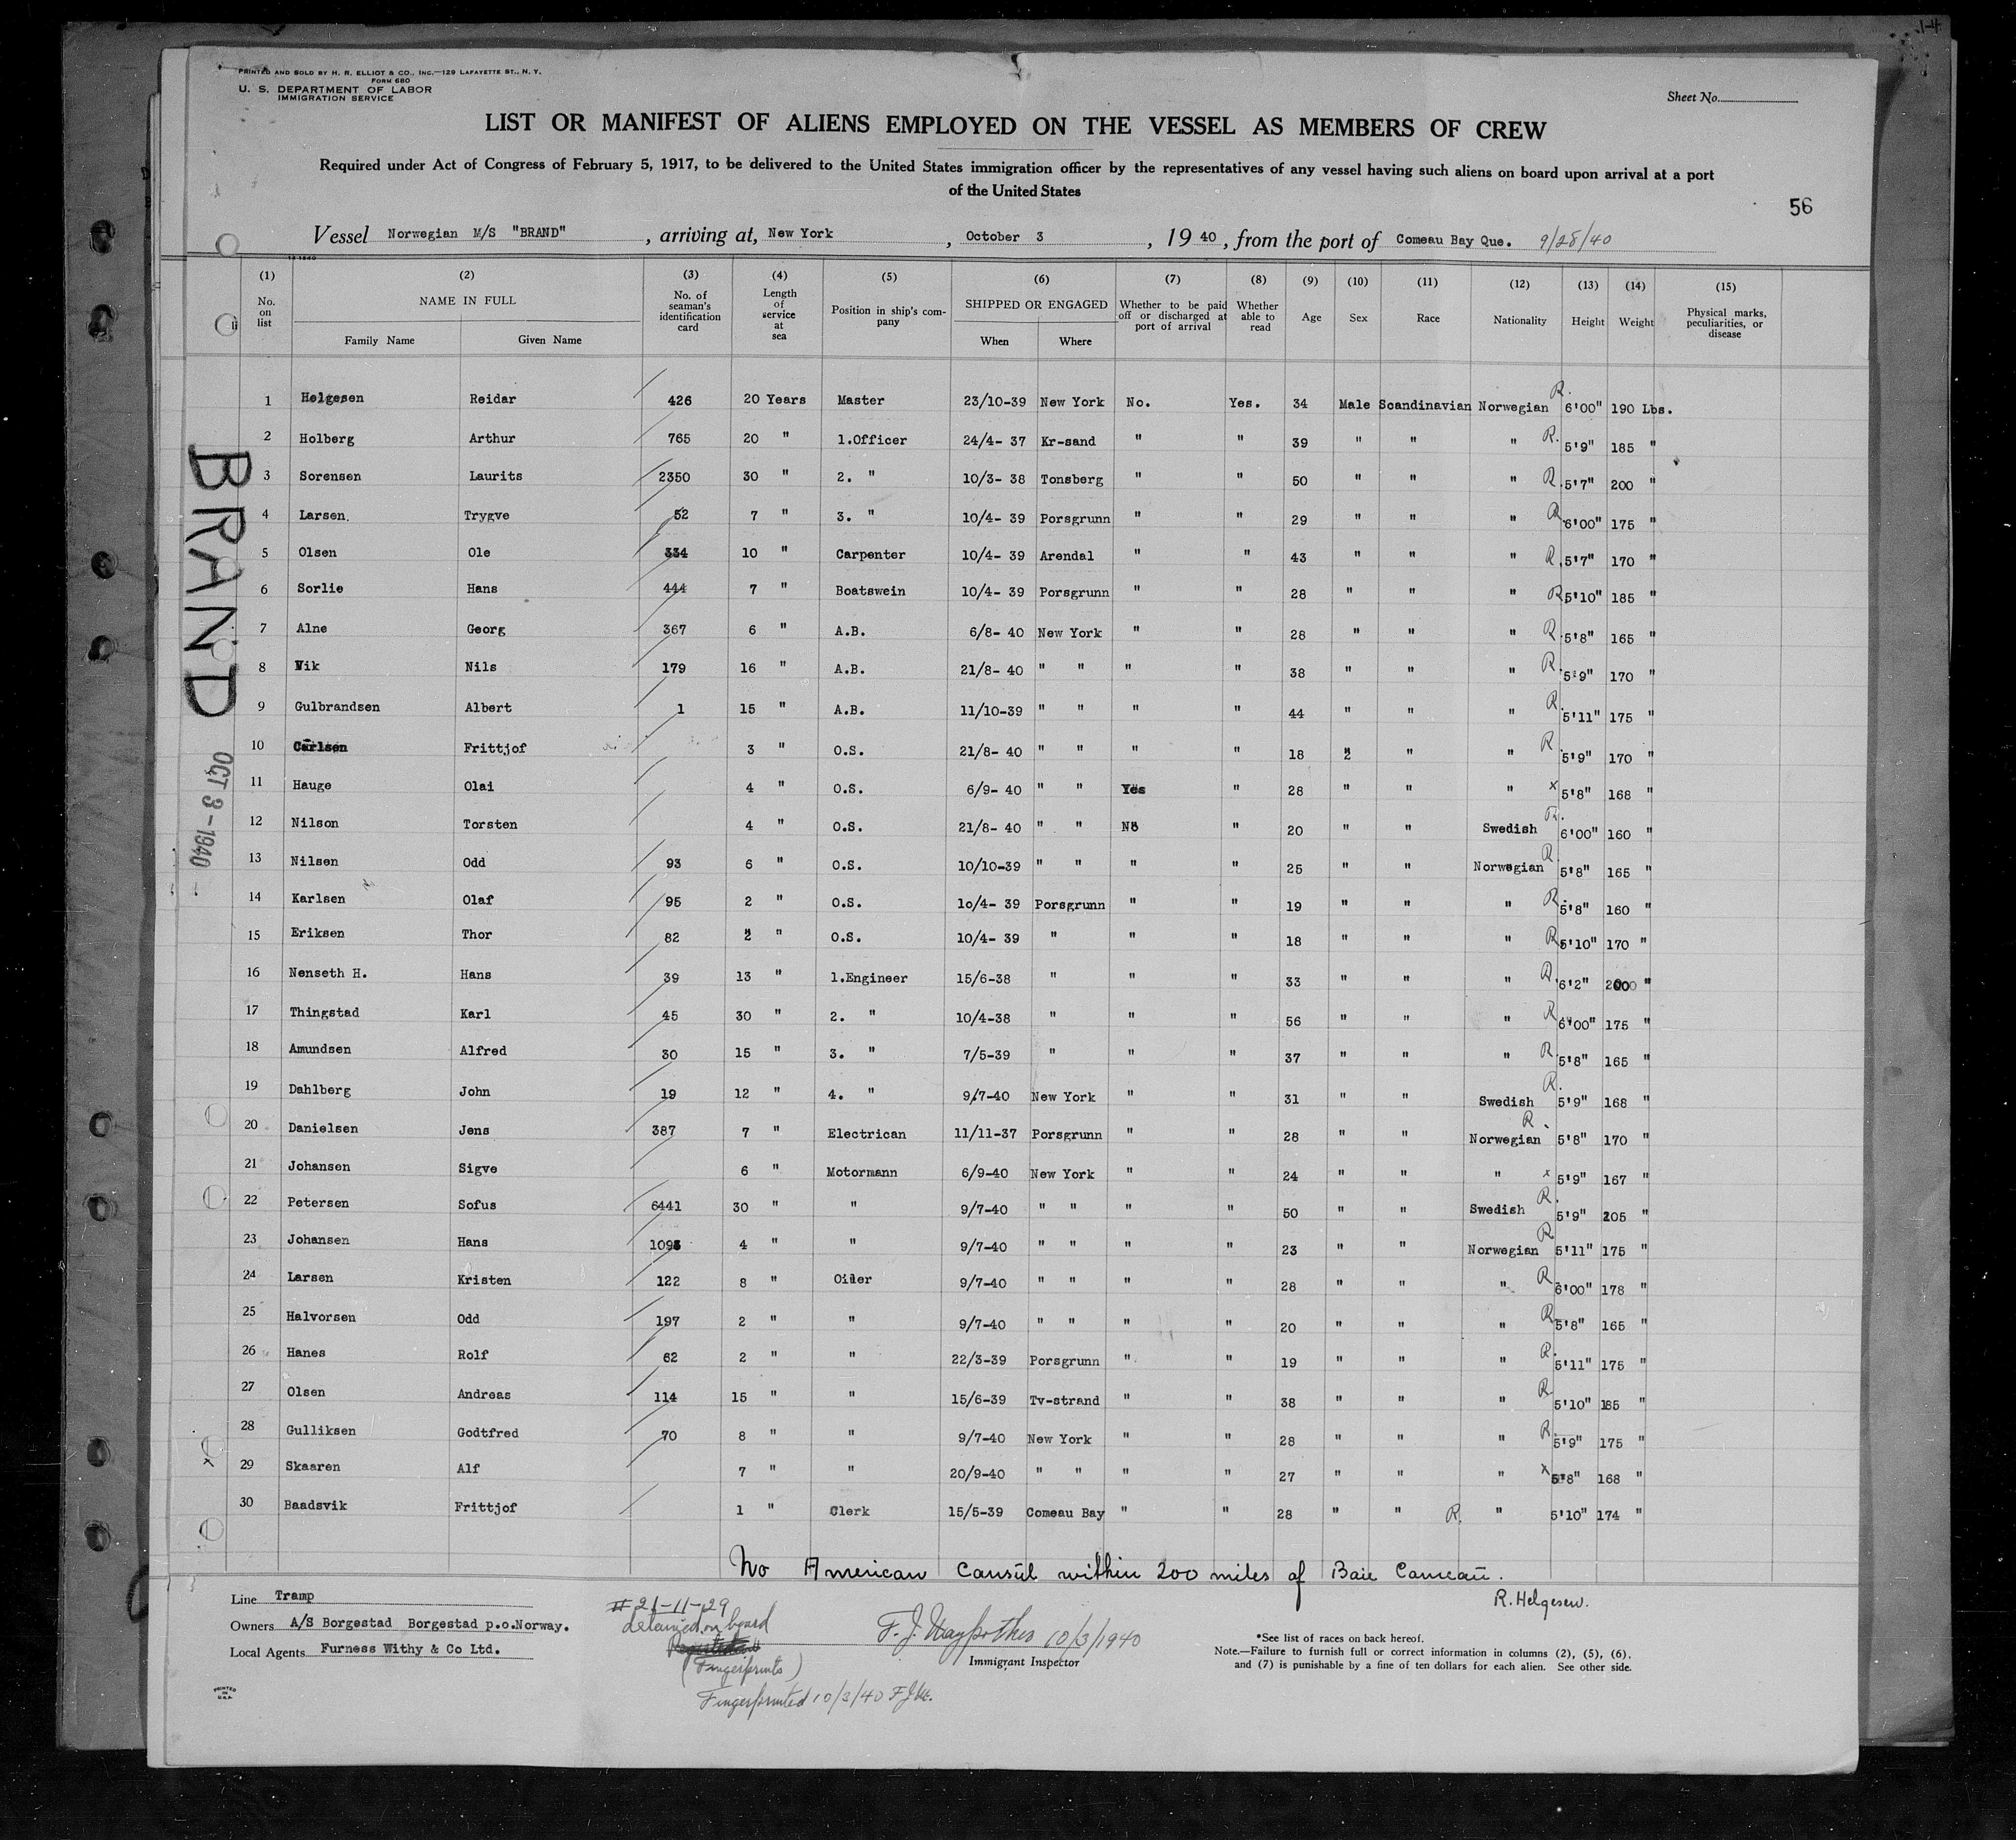 PRINTED AND SOLD BY H. R. ELLIOT & CO., INC.—129 LAFAYETTE ST., N. Y.
FORM 680
U. S. DEPARTMENT OF LABOR
IMMIGRATION SERVICE
Sheet No.
LIST OR MANIFEST OF ALIENS EMPLOYED ON THE VESSEL AS MEMBERS OF CREW
Required under Act of Congress of February 5, 1917, to be delivered to the United States immigration officer by the representatives of any vessel having such aliens on board upon arrival at a port
of the United States
56
Vessel Norwegian M/S "BRAND", arriving at, New York, October 3, 19 40, from the port of Comeau Bay Que. 9/28/40
(1) No. on list (2) NAME IN FULL Family Name Given Name (3) No. of seaman's identification card (4) Length of service at sea (5) Position in ship's company (6) SHIPPED OR ENGAGED When Where (7) Whether to be paid off or discharged at port of arrival (8) Whether able to read (9) Age (10) Sex (11) Race (12) Nationality (13) Height (14) Weight (15) Physical marks, peculiarities, or disease
1 Helgesen Reidar 426 20 Years Master 23/10-39 New York No. Yes. 34 Male Scandinavian Norwegian R. 6'00" 190 Lbs.
2 Holberg Arthur 765 20 " 1.Officer 24/4- 37 Kr-sand " " 39 " " " R. 5'9" 185 "
3 Sorensen Laurits 2350 30 " 2. " 10/3- 38 Tonsberg " " 50 " " " R. 5'7" 200 "
4 Larsen. Trygve 52 7 " 3. " 10/4- 39 Porsgrunn " " 29 " " " R 6'00" 175 "
5 Olsen Ole 334 10 " Carpenter 10/4- 39 Arendal " " 43 " " " R. 5'7" 170 "
6 Sorlie Hans 444 7 " Boatswein 10/4- 39 Porsgrunn " " 28 " " " R 5'10" 185 "
7 Alne Georg 367 6 " A.B. 6/8- 40 New York " " 28 " " " R 5'8" 165 "
8 Vik Nils 179 16 " A.B. 21/8- 40 " " " " 38 " " " R. 5'9" 170 "
9 Gulbrandsen Albert 1 15 " A.B. 11/10-39 " " " " 44 " " " R 5'11" 175 "
10 Carlsen Frittjof 3 " O.S. 21/8- 40 " " " " 18 " " " R 5'9" 170 "
11 Hauge Olai 4 " O.S. 6/9- 40 " " Yes " 28 " " " x 5'8" 168 "
12 Nilson Torsten 4 " O.S. 21/8- 40 " " No " 20 " " Swedish 6'00" 160 "
13 Nilsen Odd 93 6 " O.S. 10/10-39 " " " " 25 " " Norwegian R. 5'8" 165 "
14 Karlsen Olaf 95 2 " O.S. 1o/4- 39 Porsgrunn " " 19 " " " R. 5'8" 160 "
15 Eriksen Thor 82 2 " O.S. 10/4- 39 " " " 18 " " " R 5'10" 170 "
16 Nenseth H. Hans 39 13 " 1.Engineer 15/6-38 " " " 33 " " " R. 6'2" 200 "
17 Thingstad Karl 45 30 " 2. " 10/4-38 " " " 56 " " " R 6'00" 175 "
18 Amundsen Alfred 30 15 " 3. " 7/5-39 " " " 37 " " " R. 5'8" 165 "
19 Dahlberg John 19 12 " 4. " 9/7-40 New York " " 31 " " Swedish R. 5'9" 168 "
20 Danielsen Jens 387 7 " Electrican 11/11-37 Porsgrunn " " 28 " " Norwegian R. 5'8" 170 "
21 Johansen Sigve 6 " Motormann 6/9-40 New York " " 24 " " " x 5'9" 167 "
22 Petersen Sofus 6441 30 " " 9/7-40 " " " " 50 " " Swedish R. 5'9" 205 "
23 Johansen Hans 1095 4 " " 9/7-40 " " " " 23 " " Norwegian R. 5'11" 175 "
24 Larsen Kristen 122 8 " Oiler 9/7-40 " " " " 28 " " " R 6'00" 178 "
25 Halvorsen Odd 197 2 " " 9/7-40 " " " " 20 " " " R 5'8" 165 "
26 Hanes Rolf 62 2 " " 22/3-39 Porsgrunn " " 19 " " " R. 5'11" 175 "
27 Olsen Andreas 114 15 " " 15/6-39 Tv-strand " " 38 " " " R 5'10" 185 "
28 Gulliksen Godtfred 70 8 " " 9/7-40 New York " " 28 " " " R 5'9" 175 "
29 Skaaren Alf 7 " " 20/9-40 " " " " 27 " " " x 5'8" 168 "
30 Baadsvik Frittjof 1 " Clerk 15/5-39 Comeau Bay " " 28 " " R. " 5'10" 174 "
BRAND
OCT 3-1940
No American Consul within 200 miles of Baie Comeau.
R. Helgesen.
Line Tramp
Owners A/S Borgestad Borgestad p.o.Norway.
Local Agents Furness Withy & Co Ltd.
# 21-11-29
detained on board
(Fingerprints)
Fingerprinted 10/3/40
10/3/1940
Immigrant Inspector
*See list of races on back hereof.
Note.—Failure to furnish full or correct information in columns (2), (5), (6),
and (7) is punishable by a fine of ten dollars for each alien. See other side.
PRINTED
IN
U.S.A.